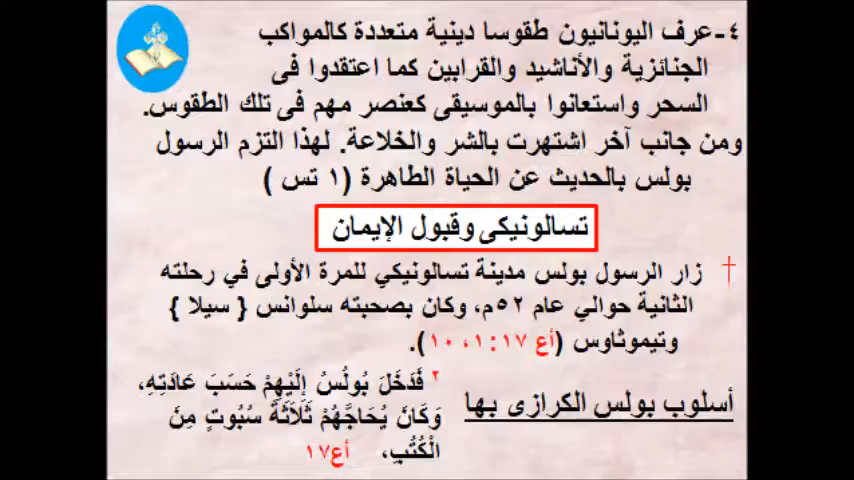 ٤-عرف اليونانيون طقوسا دينية متعددة كالمواكب
الجنائزية والأناشيد والقرابين كما اعتقدوا فى
السحر واستعانوا بالموسيقى كعنصر مهم فى تلك الطقوس.
ومن جانب آخر اشتهرت بالشر والخلاعة. لهذا التزم الرسول
بولس بالحديث عن الحياة الطاهرة (١ تس )
تسالونيكى وقبول الإيمان
† زار الرسول بولس مدينة تسالونيكي للمرة الأولى في رحلته
الثانية حوالي عام ٥٢م، وكان بصحبته سلوانس { سيلا }
وتيموثاوس (أع ١٧: ١، ١٠).
أسلوب بولس الكرازى بها
٢ فَدَخَلَ بُولُسُ إِلَيْهِمْ حَسَبَ عَادَتِهِ،
وَكَانَ يُحَاجُّهُمْ ثَلاَثَةَ سُبُوتٍ مِنَ
الْكُتُبِ، أع١٧